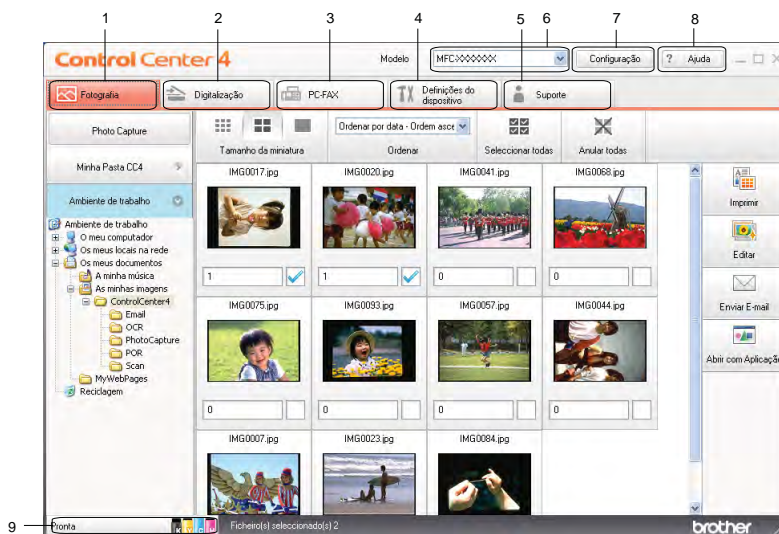 1 2 3 4 5 6 7 8
Control Center 4
Modelo
MFC-XXXXXX
Configuração
? Ajuda
Fotografia
Digitalização
PC-FAX
Definições do
dispositivo
Suporte
Photo Capture
Minha Pasta CC4
Ambiente de trabalho
Tamanho da miniatura
Ordenar por data - Ordem asce
Ordenar
Seleccionar todas
Anular todas
Ambiente de trabalho
O meu computador
Os meus locais na rede
Os meus documentos
A minha música
As minhas imagens
ControlCenter4
Email
OCR
PhotoCapture
POR
Scan
MyWebPages
Reciclagem
IMG0017.jpg
IMG0020.jpg
IMG0041.jpg
IMG0068.jpg
1
1
0
0
IMG0075.jpg
IMG0093.jpg
IMG0057.jpg
IMG0044.jpg
0
0
0
0
IMG0007.jpg
IMG0023.jpg
IMG0084.jpg
Imprimir
Editar
Enviar E-mail
Abrir com Aplicaçã
9
Pronta
K Y C M
Ficheiro(s) seleccionado(s) 2
brother